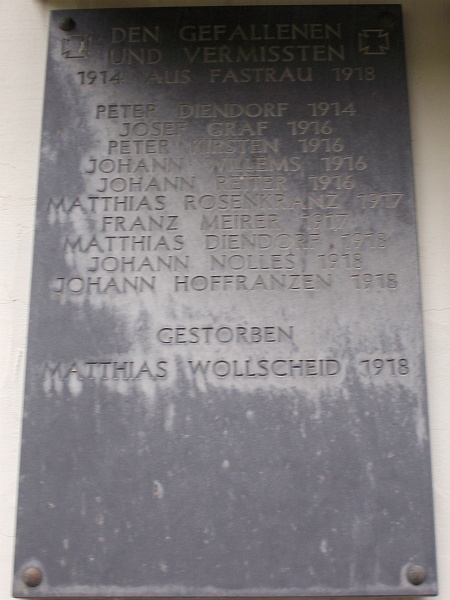 DEN GEFALLENEN
UND VERMISSTEN
1914 AUS FASTRAU 1918
PETER DIENDORF 1914
JOSEF GRAF 1916
PETER KIRSTEN 1916
JOHANN WILLEMS 1916
JOHANN REITER 1916
MATTHIAS ROSENKRANZ 1917
FRANZ MEIRER 1917
MATTHIAS DIENDORF 1918
JOHANN NOLLES 1918
JOHANN HOFFRANZEN 1918
GESTORBEN
MATTHIAS WOLLSCHEID 1918